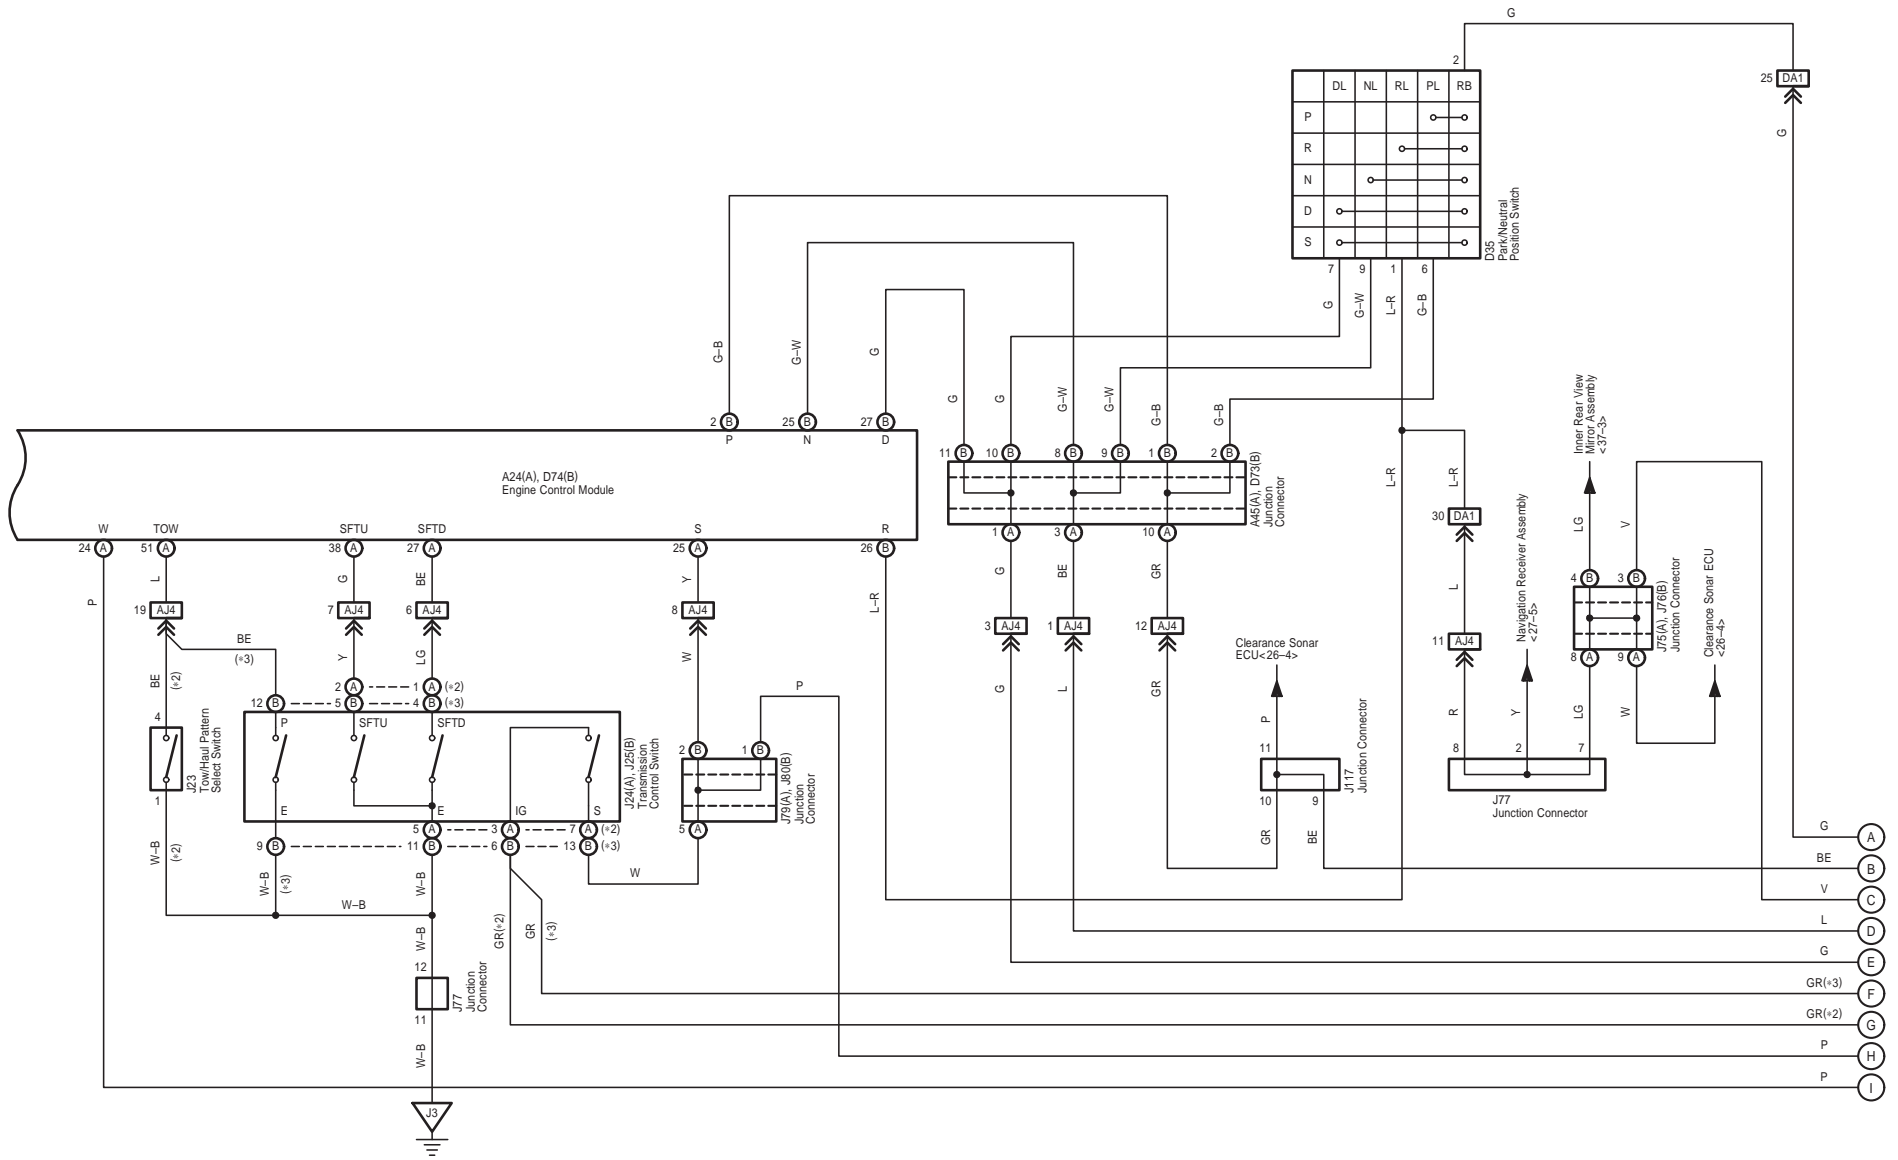 G
2
25 DA1
DL NL RL PL RB
P
G
R
N
D
S
D35
Park/Neutral
Position Switch
7 9 1 6
G G–W L–R G–B
G–B G–W G
G G G–W G–W G–B G–B
Inner Rear View
Mirror Assembly
<37–3>
2 B 25 B 27 B
P N D
11 B 10 B 8 B 9 B 1 B 2 B
A24(A), D74(B)
Engine Control Module
A45(A), D73(B)
Junction
Connector
L–R L–R
Navigation Receiver Assembly
<27–5>
LG V
30 DA1
W TOW SFTU SFTD S R
24 A 51 A 38 A 27 A 25 A 26 B
1 A 3 A 10 A
Clearance Sonar ECU
<26–4>
L G BE Y
G BE GR
4 B 3 B
J75(A), J76(B)
Junction Connector
P L–R L
19 AJ4 7 AJ4 6 AJ4 8 AJ4
3 AJ4 1 AJ4 12 AJ4
11 AJ4
BE
(*3)
Clearance Sonar
ECU<26–4>
Y LG W
8 A 9 A
BE (*2)
2 A 1 A (*2)
12 B 5 B 4 B (*3)
P
G L GR
P R Y LG W
4
P SFTU SFTD
J23
Tow/Haul Pattern
Select Switch
J24(A), J25(B)
Transmission
Control Switch
2 B 1 B
J79(A), J80(B)
Junction
Connector
11
8 2 7
J117
Junction Connector
1
E E IG S
10 9
J77
Junction Connector
5 A 3 A 7 A (*2)
5 A
9 B 11 B 6 B 13 B (*3)
W–B (*2)
GR BE
G A
BE B
W
W–B (*3)
W–B
V C
W–B
GR(*2)
GR (*3)
L D
W–B
G E
12
J77
Junction
Connector
GR(*3) F
11
GR(*2) G
W–B
P H
P I
J3